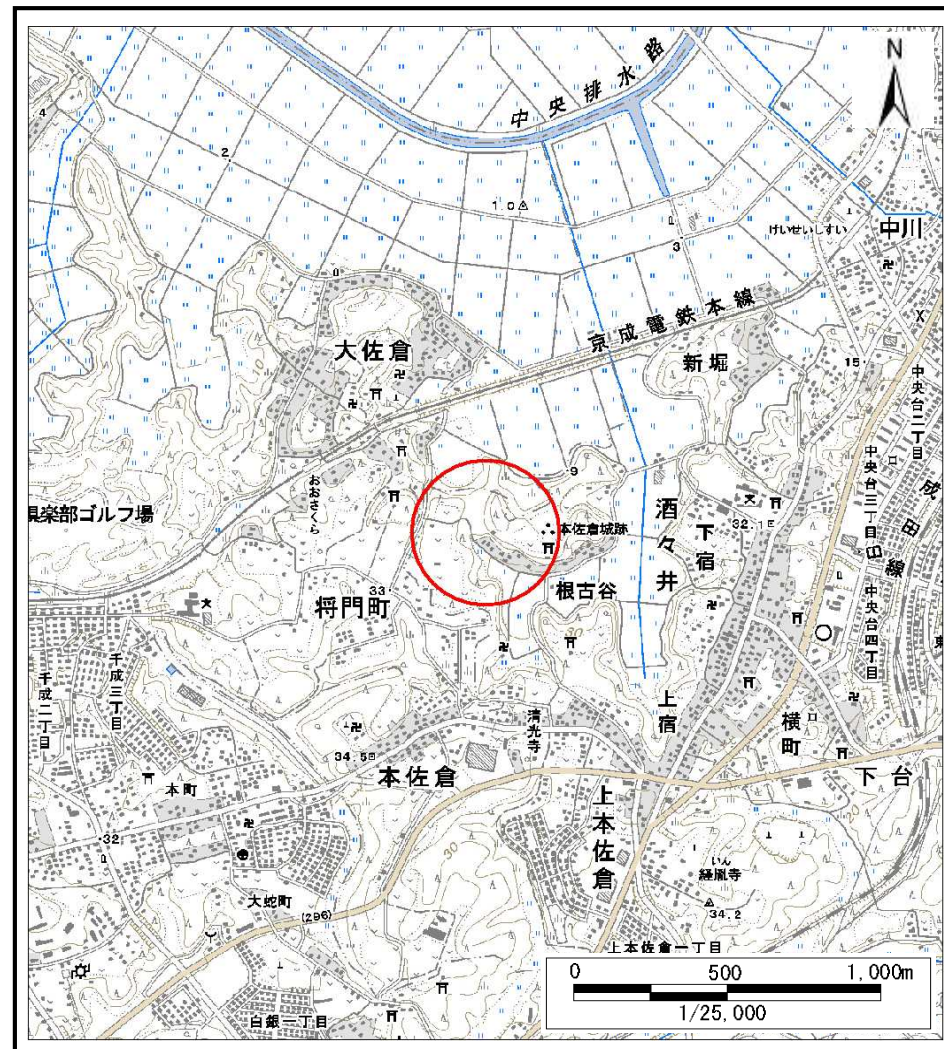 N
中央排水路
4
2
1.0
3
けいせいしすい
中川
京成電鉄本線
大佐倉
新堀
15
中央台二丁目
おおさくら
9
本佐倉城跡
酒々井
下宿
32.1
中央台三丁目
成田線
倶楽部ゴルフ場
根古谷
将門町
33
中央台四丁目
千成三丁目
千成二丁目
上宿
横町
清光寺
34.5
本佐倉
下台
本町
32
上本佐倉
いん
経胤寺
34.2
大蛇町
(296)
上本佐倉一丁目
白銀一丁目
0 500 1,000m
1/25,000